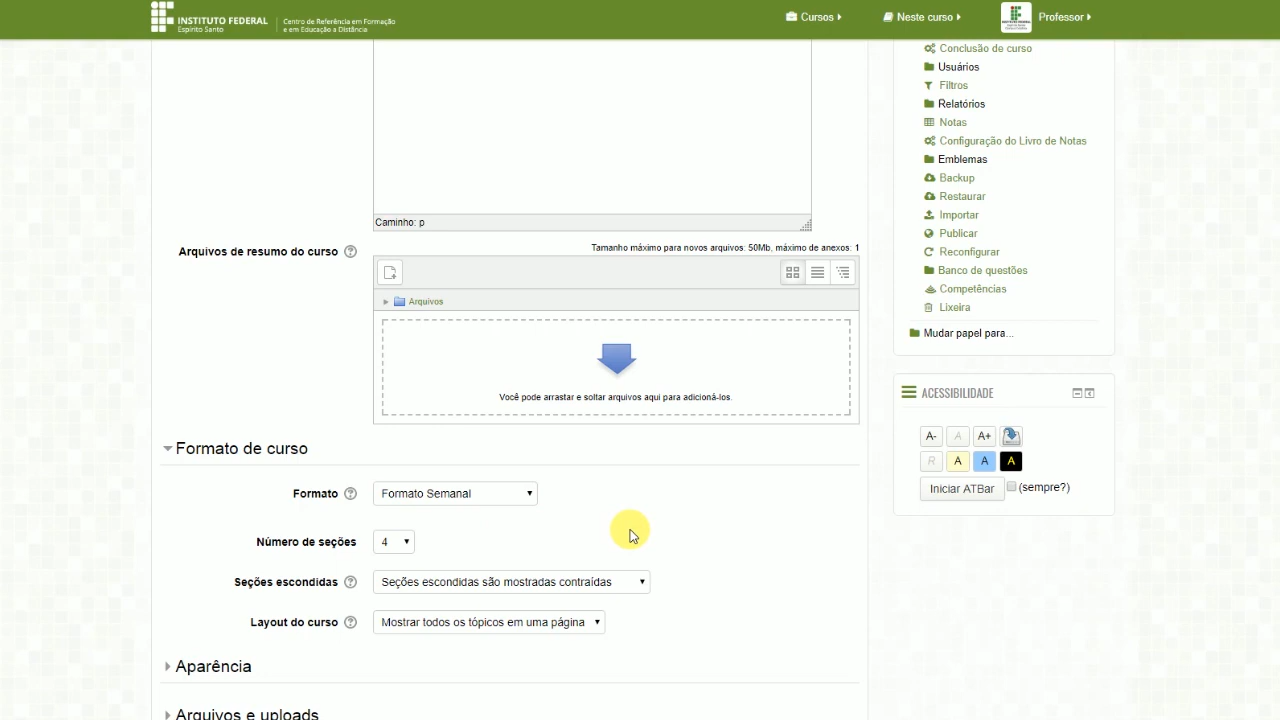 INSTITUTO FEDERAL
Espírito Santo
Centro de Referência em Formação
e em Educação a Distância
Cursos
Neste curso
Professor
Conclusão de curso
Usuários
Filtros
Relatórios
Notas
Configuração do Livro de Notas
Emblemas
Backup
Restaurar
Importar
Publicar
Reconfigurar
Banco de questões
Competências
Lixeira
Mudar papel para...
Caminho: p
Arquivos de resumo do curso
Tamanho máximo para novos arquivos: 50Mb, máximo de anexos: 1
Arquivos
Você pode arrastar e soltar arquivos aqui para adicioná-los.
ACESSIBILIDADE
A- A A+
R A A A
Iniciar ATBar (sempre?)
Formato de curso
Formato Formato Semanal
Número de seções 4
Seções escondidas Seções escondidas são mostradas contraídas
Layout do curso Mostrar todos os tópicos em uma página
Aparência
Arquivos e uploads